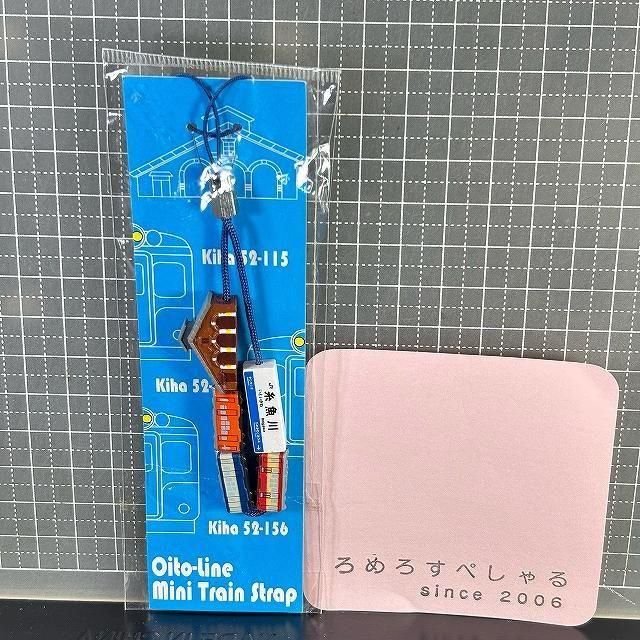 Kiha 52-115
Kiha 52-
糸魚川
Kiha 52-156
Oito-Line
Mini Train Strap
ろめろすぺしゃる
since 2006